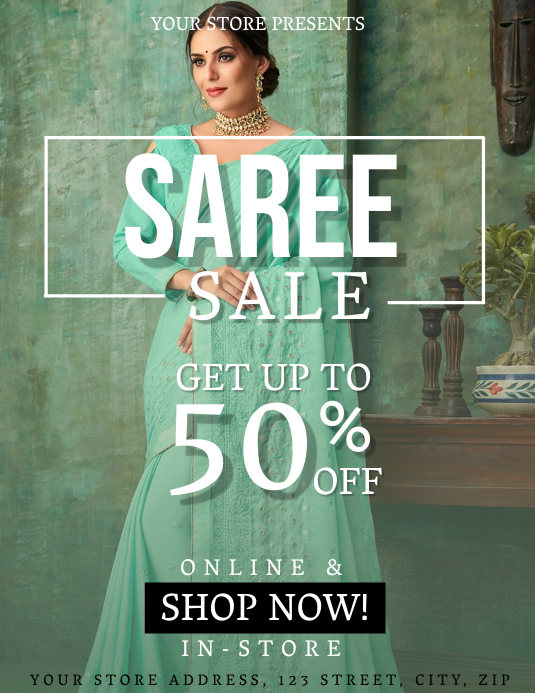 YOUR STORE PRESENTS
SAREE
SALE
GET UP TO
50%
OFF
ONLINE &
SHOP NOW!
IN-STORE
YOUR STORE ADDRESS, 123 STREET, CITY, ZIP